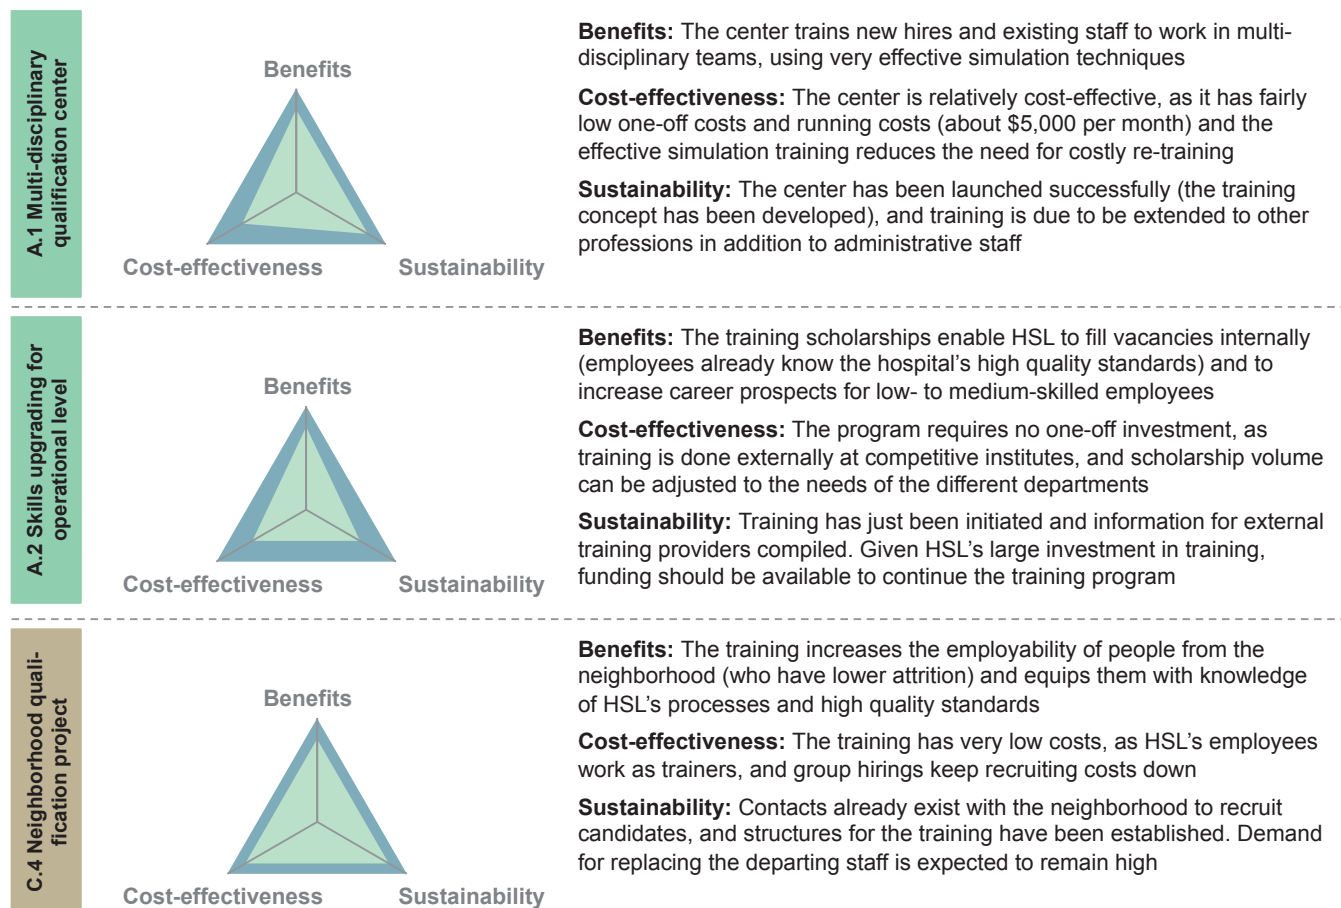 A.1 Multi-disciplinary
qualification center
Benefits
Cost-effectiveness
Sustainability
Benefits: The center trains new hires and existing staff to work in multi-
disciplinary teams, using very effective simulation techniques
Cost-effectiveness: The center is relatively cost-effective, as it has fairly
low one-off costs and running costs (about $5,000 per month) and the
effective simulation training reduces the need for costly re-training
Sustainability: The center has been launched successfully (the training
concept has been developed), and training is due to be extended to other
professions in addition to administrative staff
A.2 Skills upgrading for
operational level
Benefits
Cost-effectiveness
Sustainability
Benefits: The training scholarships enable HSL to fill vacancies internally
(employees already know the hospital's high quality standards) and to
increase career prospects for low- to medium-skilled employees
Cost-effectiveness: The program requires no one-off investment, as
training is done externally at competitive institutes, and scholarship volume
can be adjusted to the needs of the different departments
Sustainability: Training has just been initiated and information for external
training providers compiled. Given HSL's large investment in training,
funding should be available to continue the training program
C.4 Neighborhood quali-
fication project
Benefits
Cost-effectiveness
Sustainability
Benefits: The training increases the employability of people from the
neighborhood (who have lower attrition) and equips them with knowledge
of HSL's processes and high quality standards
Cost-effectiveness: The training has very low costs, as HSL's employees
work as trainers, and group hirings keep recruiting costs down
Sustainability: Contacts already exist with the neighborhood to recruit
candidates, and structures for the training have been established. Demand
for replacing the departing staff is expected to remain high